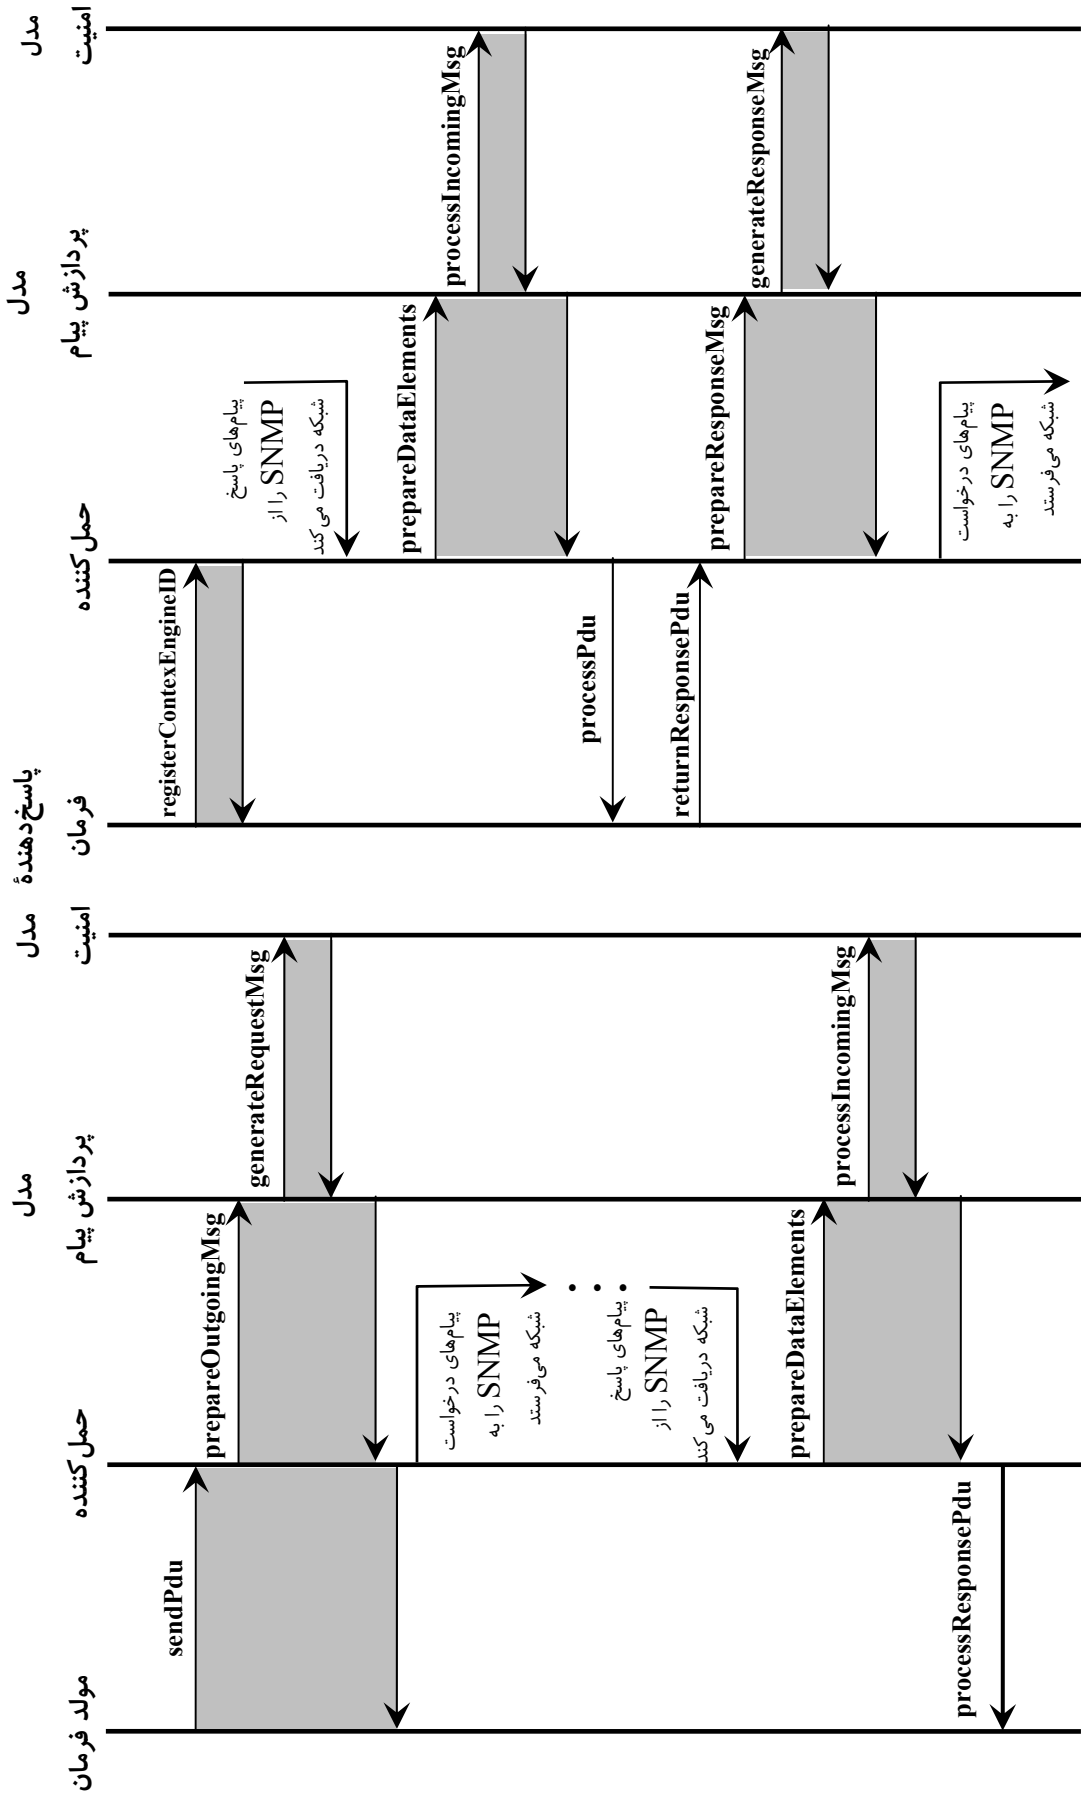 مولد فرمان
حمل‌کننده
مدل
پردازش پیام
مدل
امنیت
sendPdu
prepareOutgoingMsg
generateRequestMsg
پیام‌های درخواست
SNMP را به
شبکه می‌فرستد
. . .
پیام‌های پاسخ
SNMP را از
شبکه دریافت می‌کند
prepareDataElements
processIncomingMsg
processResponsePdu
پاسخ‌دهندهٔ
فرمان
حمل‌کننده
مدل
پردازش پیام
مدل
امنیت
registerContexEngineID
پیام‌های پاسخ
SNMP را از
شبکه دریافت می‌کند
prepareDataElements
processIncomingMsg
processPdu
returnResponsePdu
prepareResponseMsg
generateResponseMsg
پیام‌های درخواست
SNMP را به
شبکه می‌فرستد